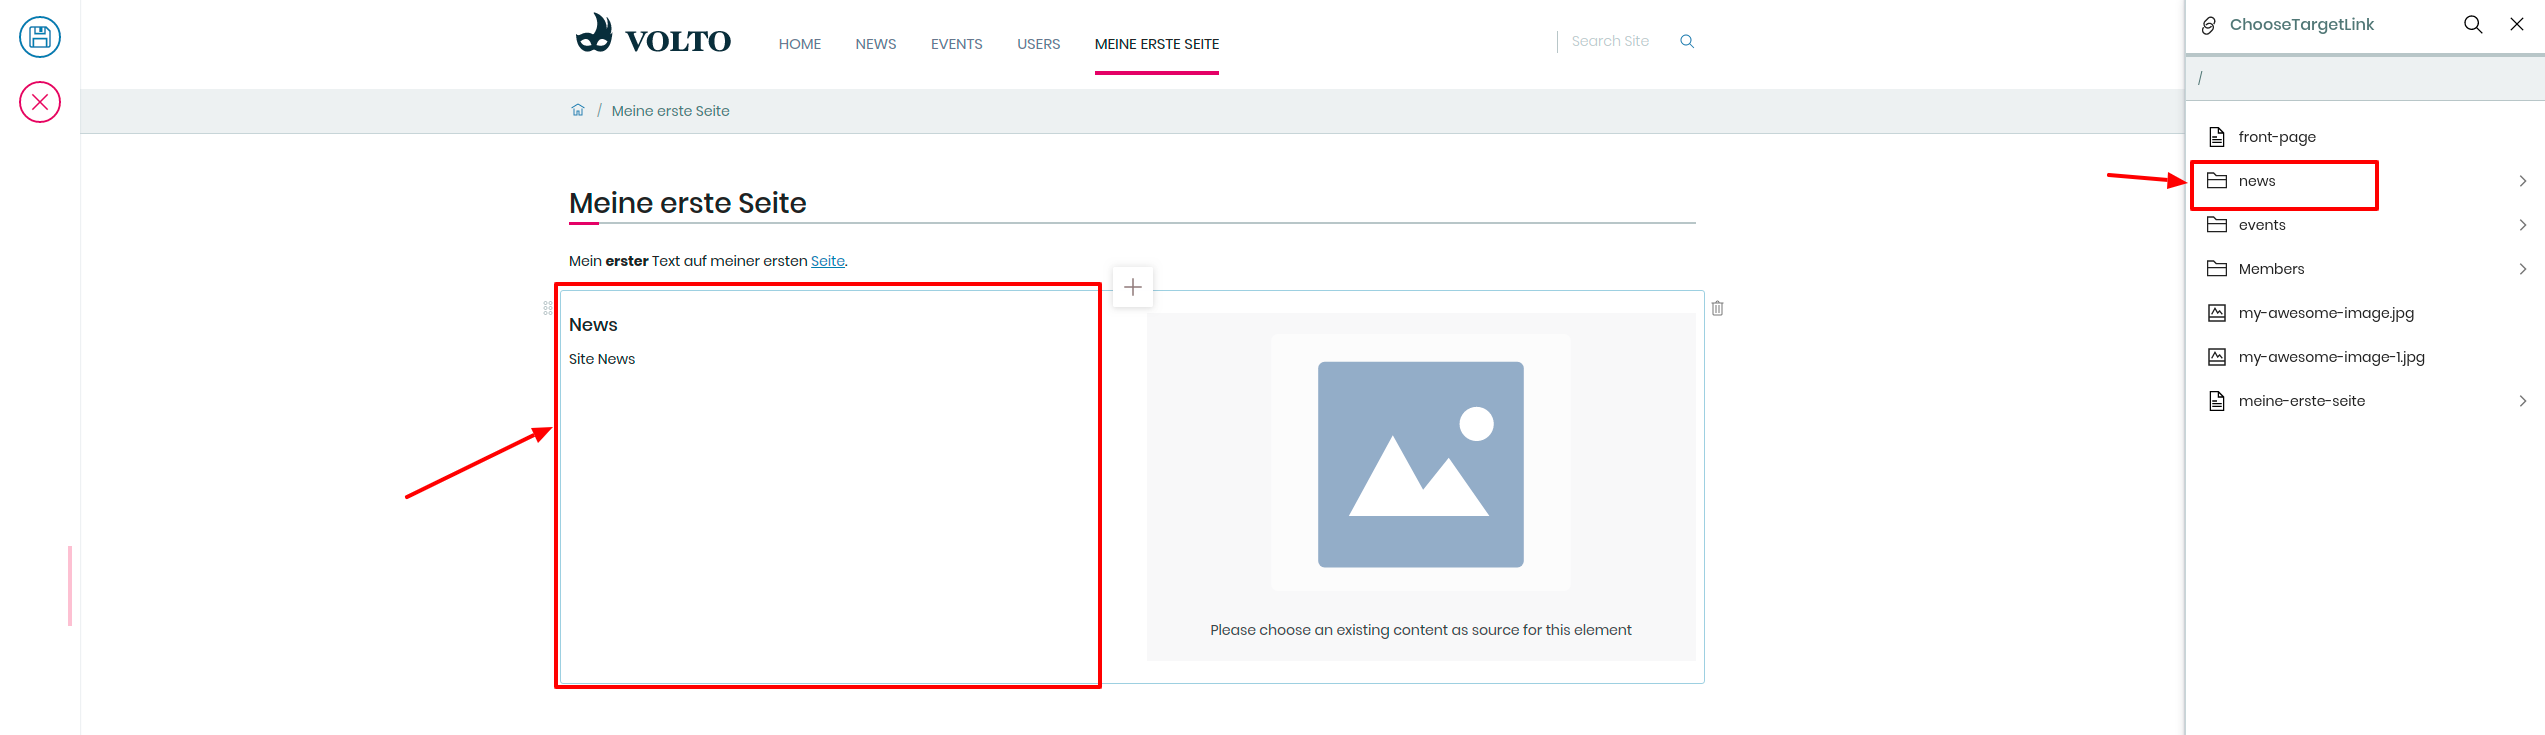 VOLTO
HOME NEWS EVENTS USERS MEINE ERSTE SEITE
Search Site
/ Meine erste Seite
Meine erste Seite
Mein erster Text auf meiner ersten Seite.
News
Site News
Please choose an existing content as source for this element
ChooseTargetLink
/
front-page
news
events
Members
my-awesome-image.jpg
my-awesome-image-1.jpg
meine-erste-seite